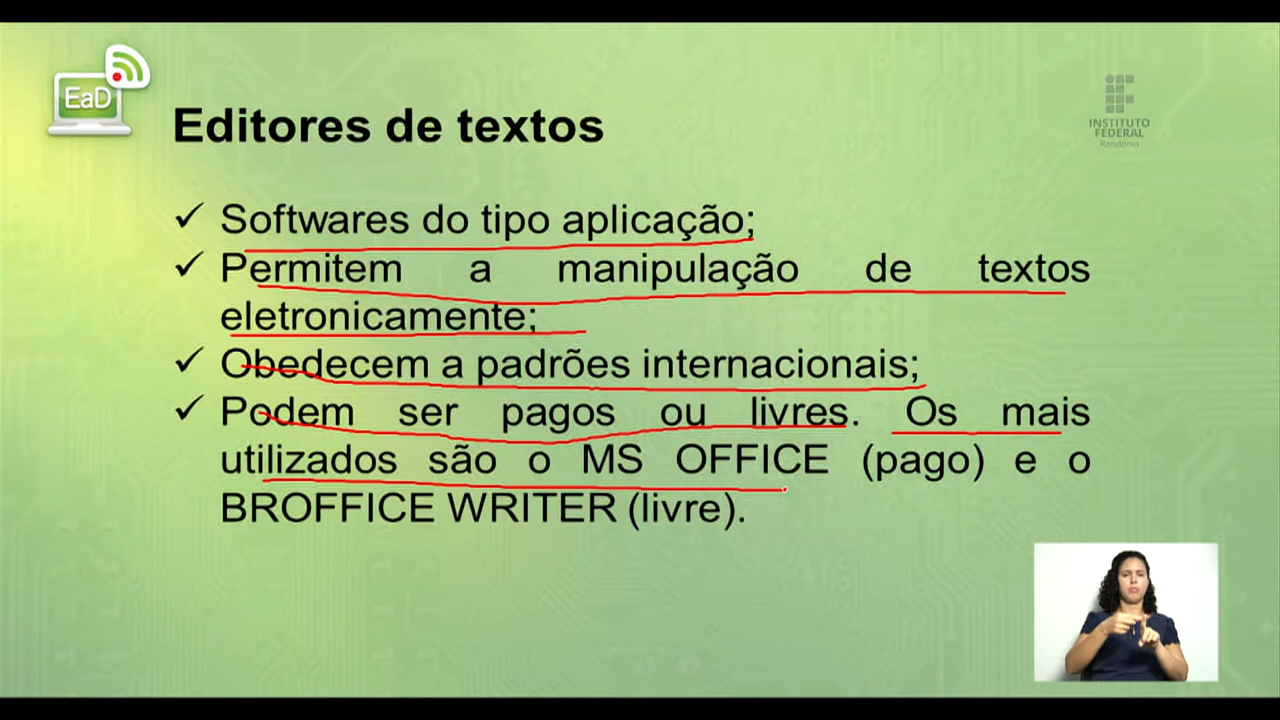 EaD
INSTITUTO
FEDERAL
Rondônia
Editores de textos
Softwares do tipo aplicação;
Permitem a manipulação de textos
eletronicamente;
Obedecem a padrões internacionais;
Podem ser pagos ou livres. Os mais
utilizados são o MS OFFICE (pago) e o
BROFFICE WRITER (livre).